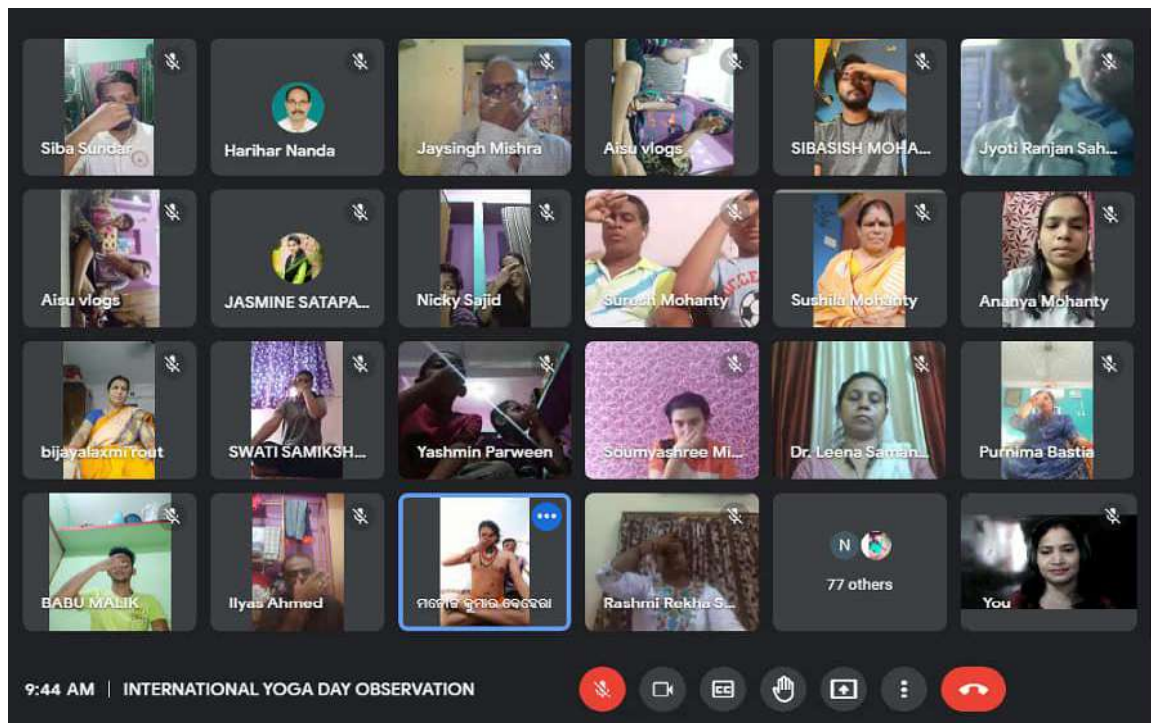 Siba Sundar
Harihar Nanda
Jaysingh Mishra
Aisu vlogs
SIBASISH MOHA...
Jyoti Ranjan Sah...
Aisu vlogs
JASMINE SATAPA...
Nicky Sajid
Suresh Mohanty
Sushila Mohanty
Ananya Mohanty
bijayalaxmi rout
SWATI SAMIKSH...
Yashmin Parween
Soumyashree Mi...
Dr. Leena Saman...
Purnima Bastia
BABU MALIK
Ilyas Ahmed
ମନୋଜ କୁମାର ବେହେରା
Rashmi Rekha S...
N
77 others
You
9:44 AM | INTERNATIONAL YOGA DAY OBSERVATION